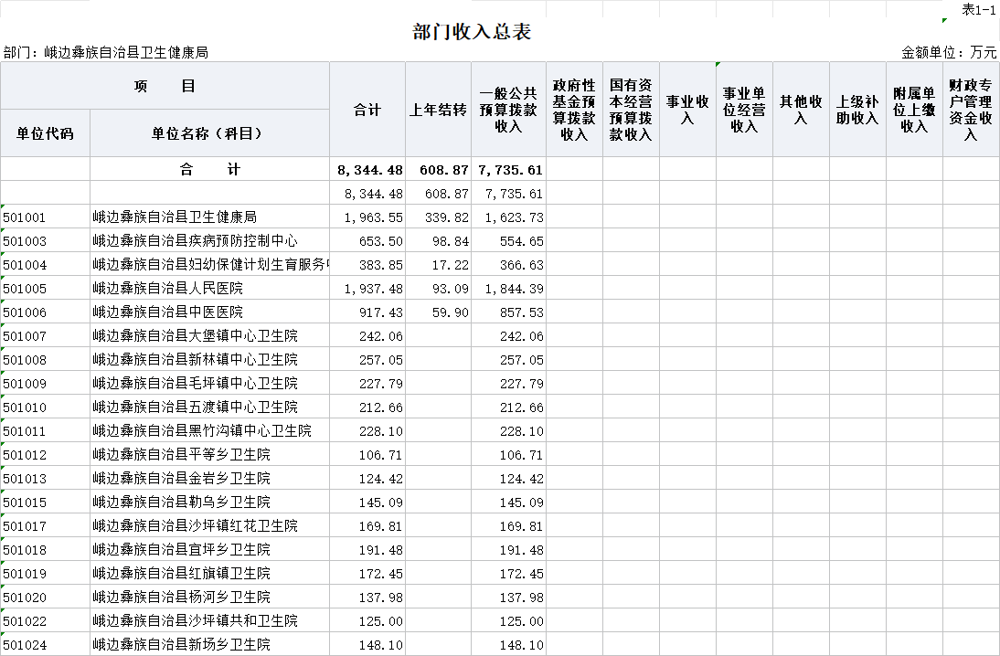 表1-1
部门收入总表
部门：峨边彝族自治县卫生健康局 金额单位：万元
项 目 合计 上年结转 一般公共预算拨款收入 政府性基金预算拨款收入 国有资本经营预算拨款收入 事业收入 事业单位经营收入 其他收入 上级补助收入 附属单位上缴收入 财政专户管理资金收入
单位代码 单位名称（科目）
合 计 8,344.48 608.87 7,735.61
8,344.48 608.87 7,735.61
501001 峨边彝族自治县卫生健康局 1,963.55 339.82 1,623.73
501003 峨边彝族自治县疾病预防控制中心 653.50 98.84 554.65
501004 峨边彝族自治县妇幼保健计划生育服务 383.85 17.22 366.63
501005 峨边彝族自治县人民医院 1,937.48 93.09 1,844.39
501006 峨边彝族自治县中医医院 917.43 59.90 857.53
501007 峨边彝族自治县大堡镇中心卫生院 242.06 242.06
501008 峨边彝族自治县新林镇中心卫生院 257.05 257.05
501009 峨边彝族自治县毛坪镇中心卫生院 227.79 227.79
501010 峨边彝族自治县五渡镇中心卫生院 212.66 212.66
501011 峨边彝族自治县黑竹沟镇中心卫生院 228.10 228.10
501012 峨边彝族自治县平等乡卫生院 106.71 106.71
501013 峨边彝族自治县金岩乡卫生院 124.42 124.42
501015 峨边彝族自治县勒乌乡卫生院 145.09 145.09
501017 峨边彝族自治县沙坪镇红花卫生院 169.81 169.81
501018 峨边彝族自治县宜坪乡卫生院 191.48 191.48
501019 峨边彝族自治县红旗镇卫生院 172.45 172.45
501020 峨边彝族自治县杨河乡卫生院 137.98 137.98
501022 峨边彝族自治县沙坪镇共和卫生院 125.00 125.00
501024 峨边彝族自治县新场乡卫生院 148.10 148.10